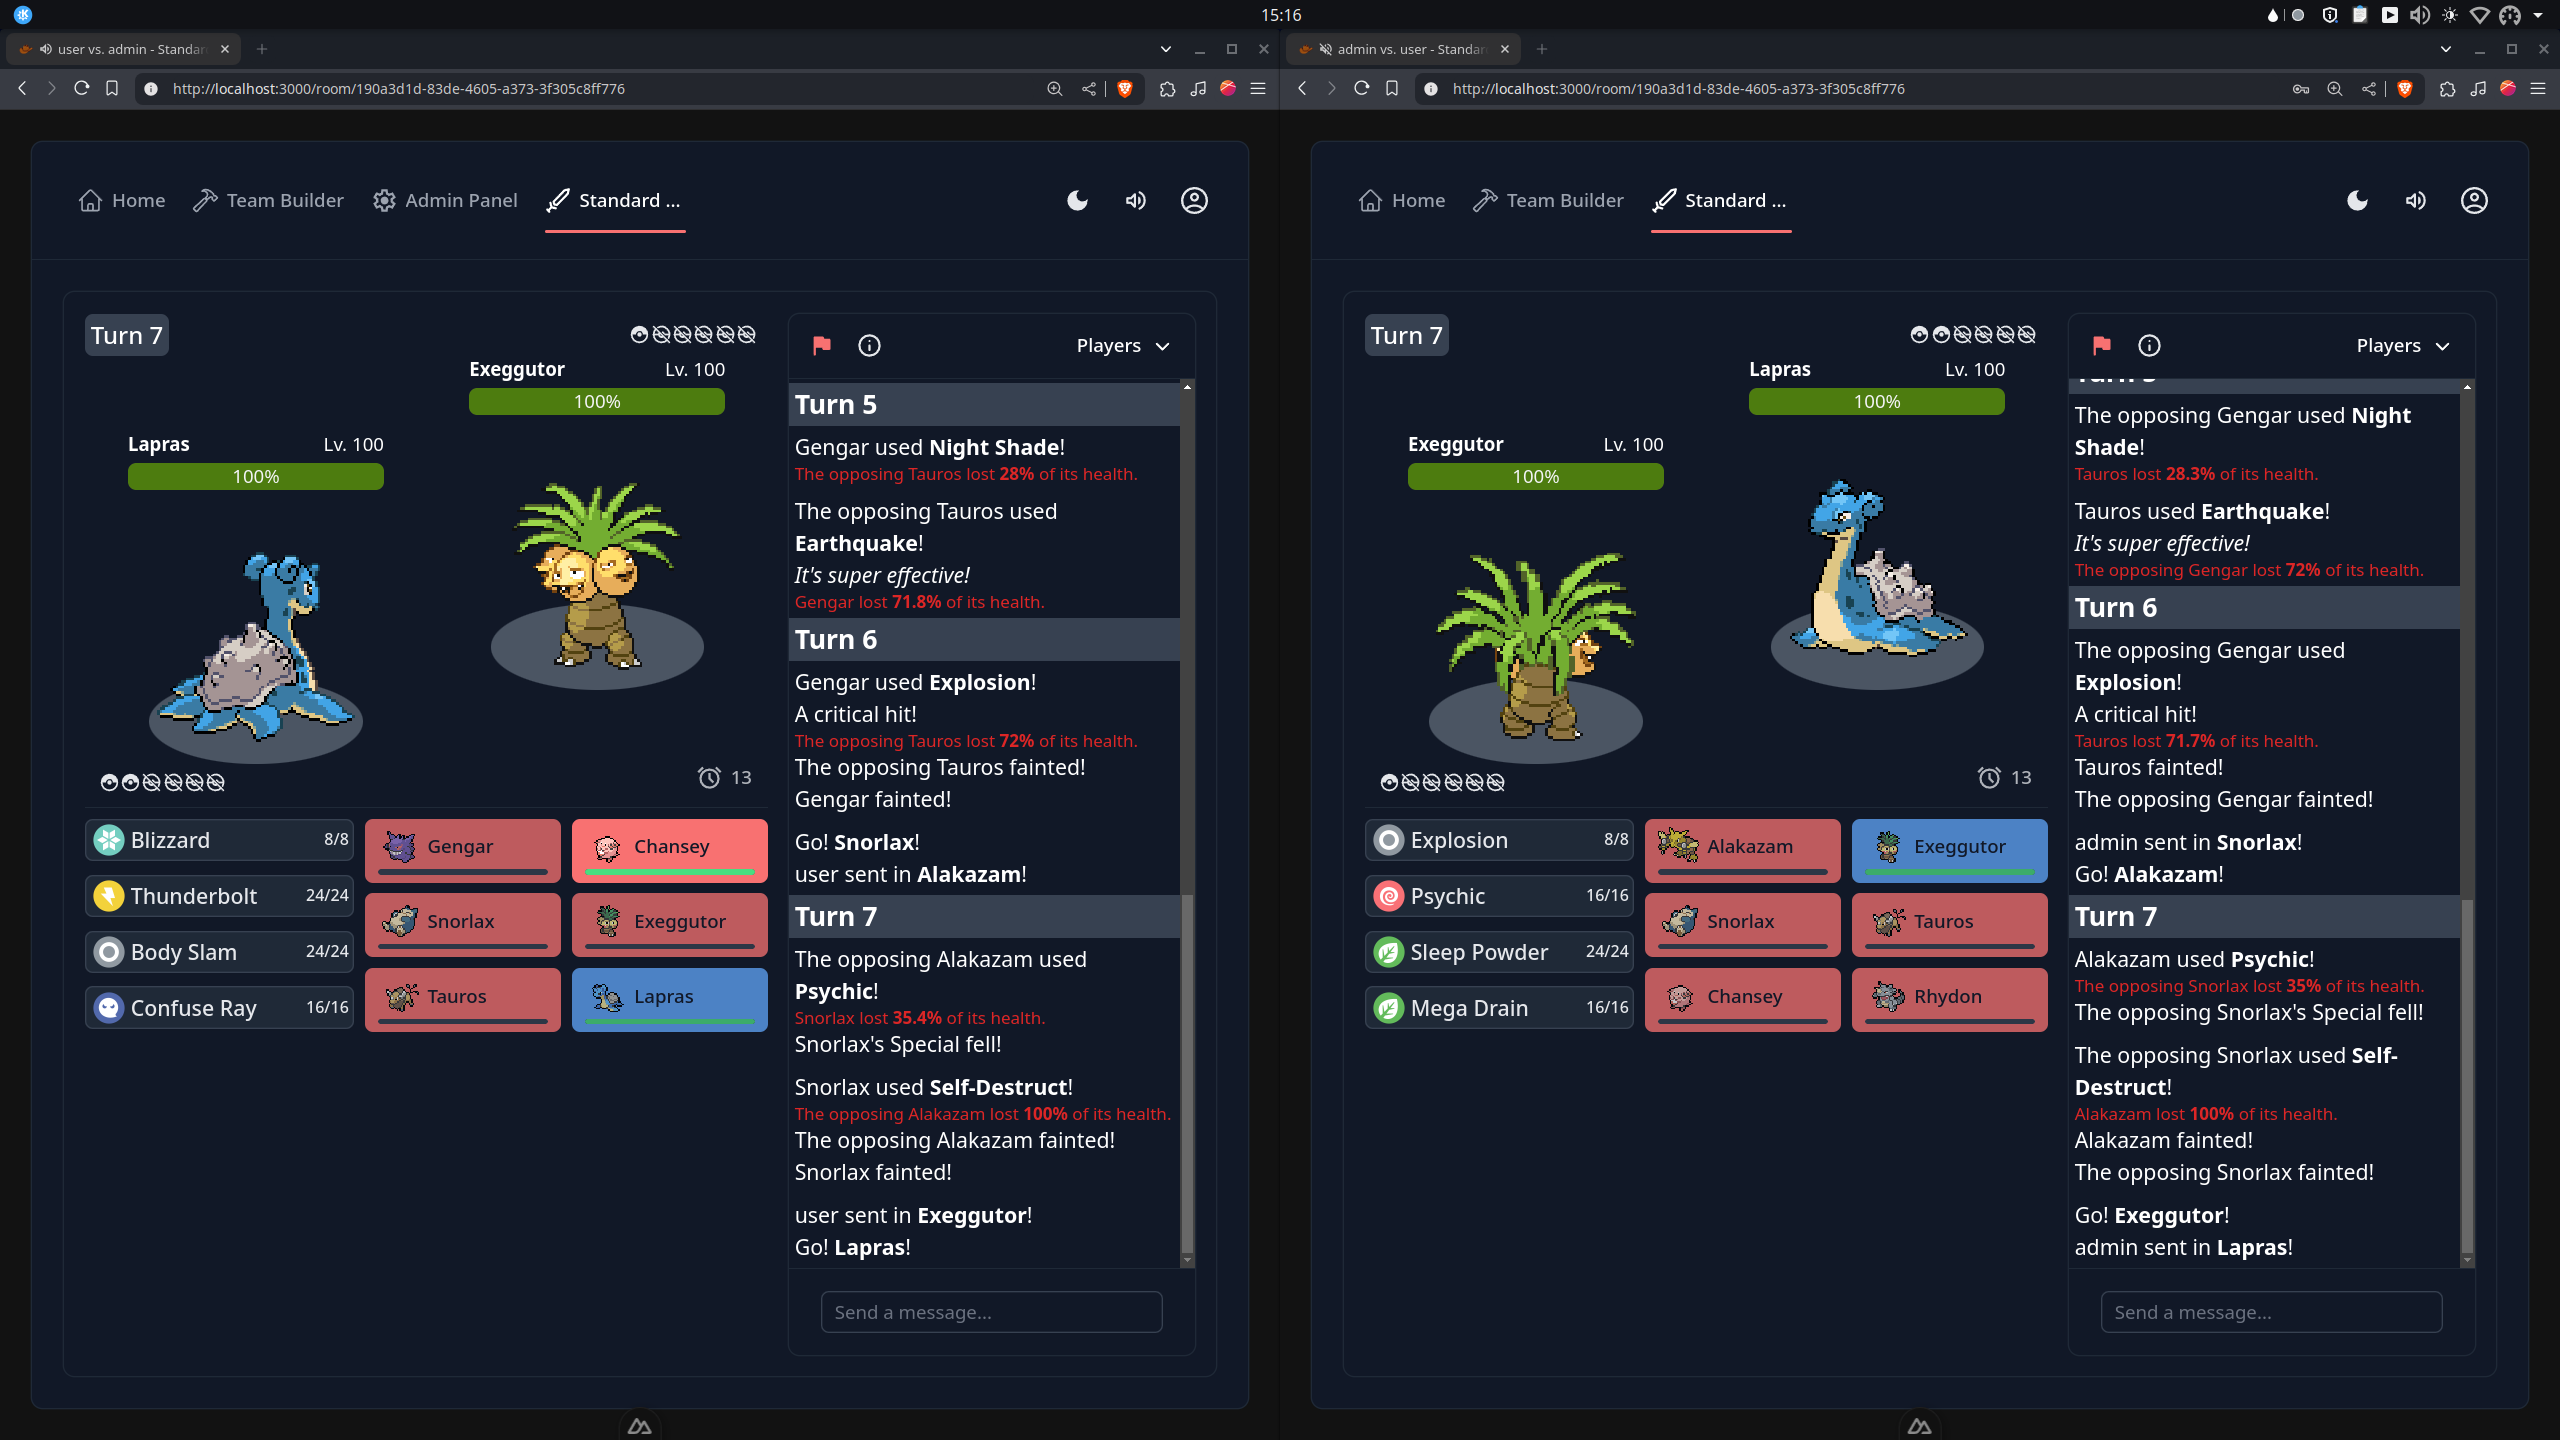 15:16
user vs. admin - Standar
http://localhost:3000/room/190a3d1d-83de-4605-a373-3f305c8ff776
Home
Team Builder
Admin Panel
Standard ...
Turn 7
Exeggutor Lv. 100
100%
Lapras Lv. 100
100%
13
Blizzard 8/8
Thunderbolt 24/24
Body Slam 24/24
Confuse Ray 16/16
Gengar
Chansey
Snorlax
Exeggutor
Tauros
Lapras
Players
Turn 5
Gengar used Night Shade!
The opposing Tauros lost 28% of its health.
The opposing Tauros used
Earthquake!
It's super effective!
Gengar lost 71.8% of its health.
Turn 6
Gengar used Explosion!
A critical hit!
The opposing Tauros lost 72% of its health.
The opposing Tauros fainted!
Gengar fainted!
Go! Snorlax!
user sent in Alakazam!
Turn 7
The opposing Alakazam used
Psychic!
Snorlax lost 35.4% of its health.
Snorlax's Special fell!
Snorlax used Self-Destruct!
The opposing Alakazam lost 100% of its health.
The opposing Alakazam fainted!
Snorlax fainted!
user sent in Exeggutor!
Go! Lapras!
Send a message...
admin vs. user - Standar
http://localhost:3000/room/190a3d1d-83de-4605-a373-3f305c8ff776
Home
Team Builder
Standard ...
Turn 7
Lapras Lv. 100
100%
Exeggutor Lv. 100
100%
13
Explosion 8/8
Psychic 16/16
Sleep Powder 24/24
Mega Drain 16/16
Alakazam
Exeggutor
Snorlax
Tauros
Chansey
Rhydon
Players
The opposing Gengar used Night
Shade!
Tauros lost 28.3% of its health.
Tauros used Earthquake!
It's super effective!
The opposing Gengar lost 72% of its health.
Turn 6
The opposing Gengar used
Explosion!
A critical hit!
Tauros lost 71.7% of its health.
Tauros fainted!
The opposing Gengar fainted!
admin sent in Snorlax!
Go! Alakazam!
Turn 7
Alakazam used Psychic!
The opposing Snorlax lost 35% of its health.
The opposing Snorlax's Special fell!
The opposing Snorlax used Self-
Destruct!
Alakazam lost 100% of its health.
Alakazam fainted!
The opposing Snorlax fainted!
Go! Exeggutor!
admin sent in Lapras!
Send a message...